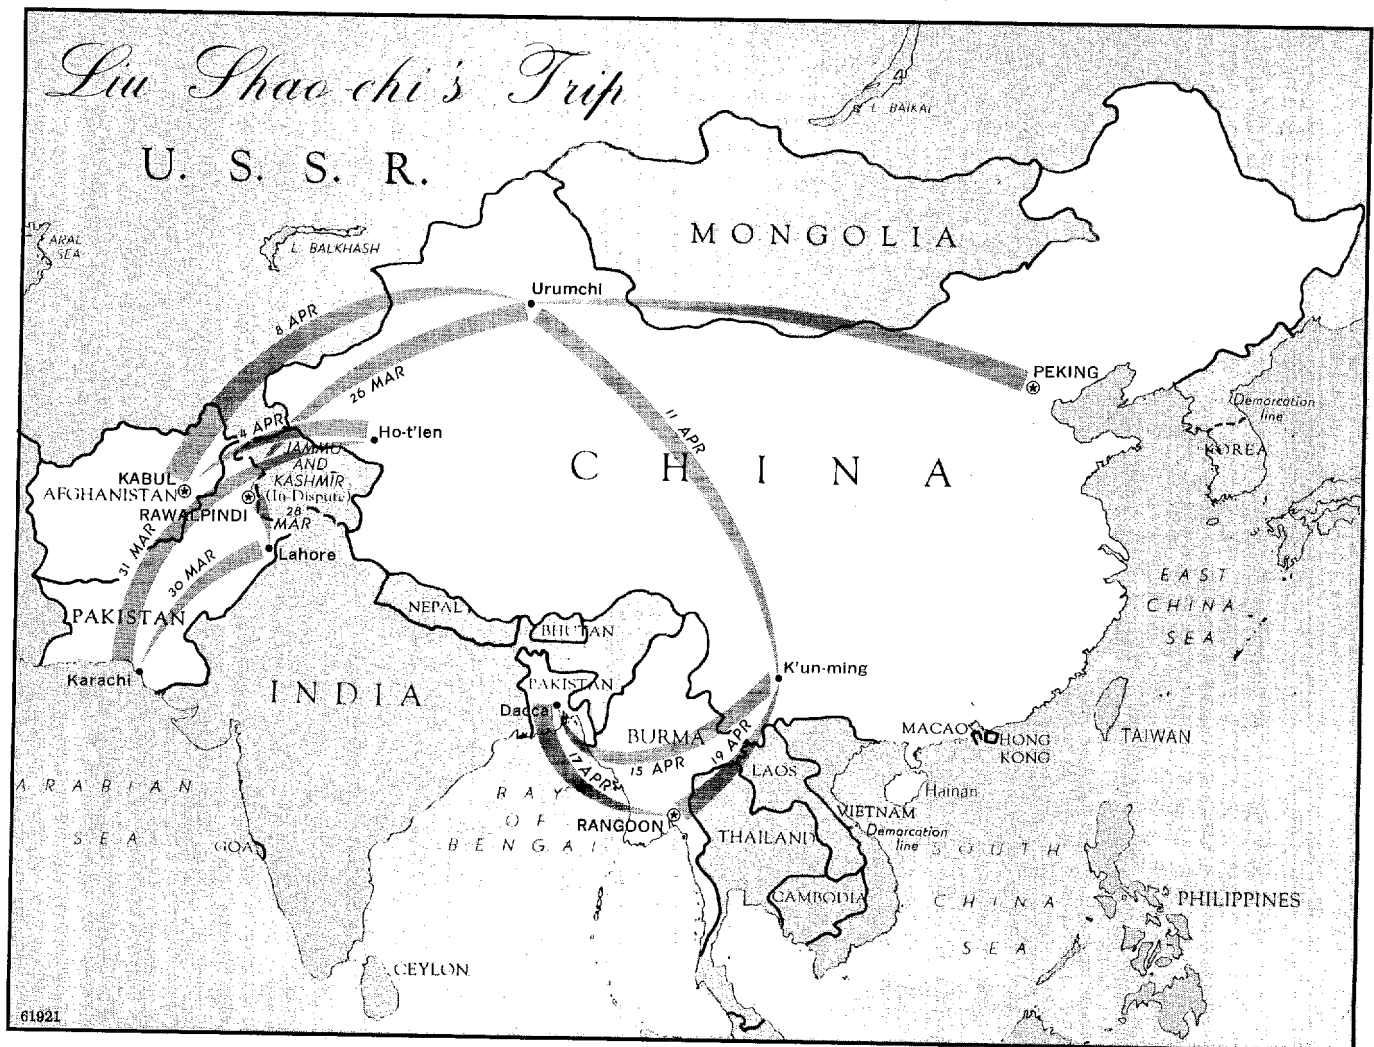 Liu Shao-chi's Trip
U. S. S. R.
L. BAIKAL
ARAL
SEA
L. BALKHASH
MONGOLIA
Urumchi
8 APR
26 MAR
PEKING
11 APR
Demarcation
line
KOREA
4 APR
Ho-t'ien
JAMMU
AND
KASHMIR
(In Dispute)
CHINA
KABUL
AFGHANISTAN
RAWALPINDI
28
MAR
31 MAR
30 MAR
Lahore
PAKISTAN
NEPAL
BHUTAN
EAST
CHINA
SEA
Karachi
INDIA
PAKISTAN
Dacca
K'un-ming
BURMA
19 APR
15 APR
17 APR
MACAO
HONG
KONG
TAIWAN
LAOS
Hainan
ARABIAN
SEA
BAY
OF
BENGAL
RANGOON
VIETNAM
Demarcation
line
THAILAND
SOUTH
CHINA
SEA
GOA
CAMBODIA
PHILIPPINES
CEYLON
61921